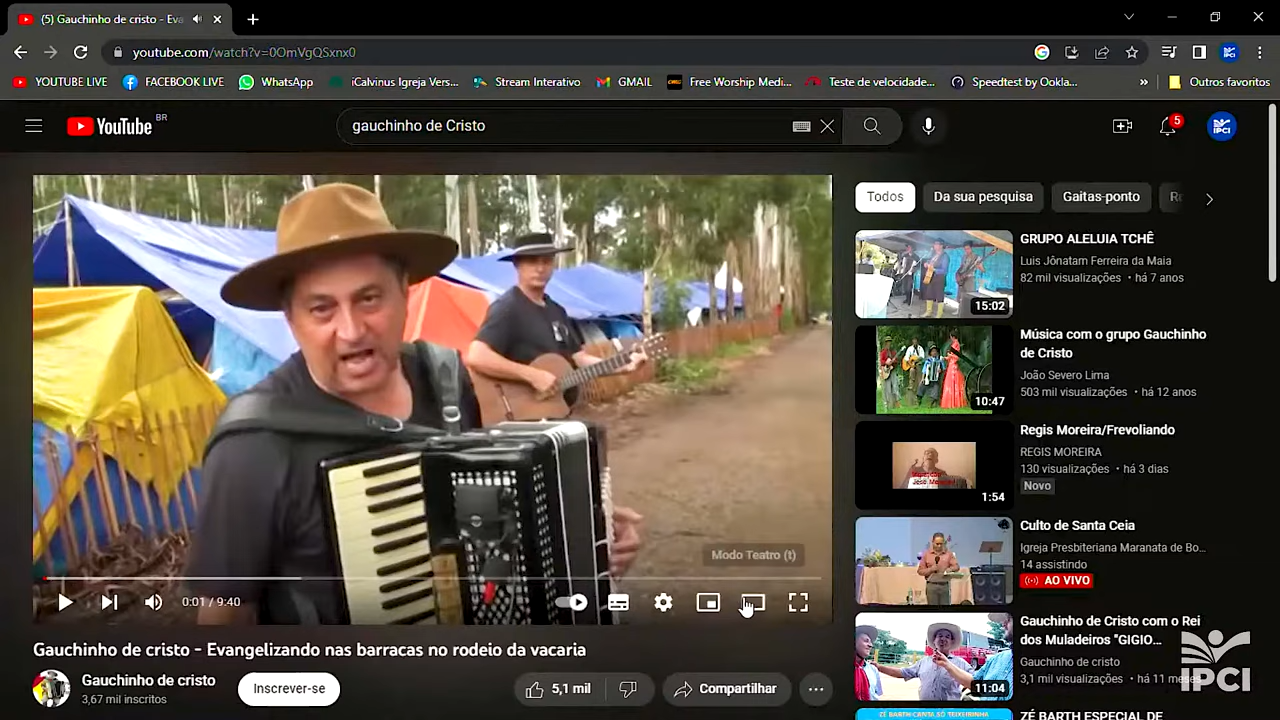 (5) Gauchinho de cristo - Eva
youtube.com/watch?v=0OmVgQSxnx0
YOUTUBE LIVE
FACEBOOK LIVE
WhatsApp
iCalvinus Igreja Vers...
Stream Interativo
GMAIL
Free Worship Medi...
Teste de velocidade...
Speedtest by Ookla...
»
Outros favoritos
YouTube BR
gauchinho de Cristo
5
IPCI
Todos
Da sua pesquisa
Gaitas-ponto
GRUPO ALELUIA TCHÊ
Luis Jônatam Ferreira da Maia
82 mil visualizações • há 7 anos
15:02
Música com o grupo Gauchinho
de Cristo
João Severo Lima
503 mil visualizações • há 12 anos
10:47
Regis Moreira/Frevoliando
REGIS MOREIRA
130 visualizações • há 3 dias
Novo
1:54
Culto de Santa Ceia
Igreja Presbiteriana Maranata de Bo...
14 assistindo
AO VIVO
Gauchinho de Cristo com o Rei
dos Muladeiros "GIGIO...
Gauchinho de cristo
3,1 mil visualizações • há 11 meses
11:04
ZÉ BARTH CANTA SÓ TEIXEIRINHA
ZÉ BARTH ESPECIAL DE
Modo Teatro (t)
0:01 / 9:40
Gauchinho de cristo - Evangelizando nas barracas no rodeio da vacaria
Gauchinho de cristo
3,67 mil inscritos
Inscrever-se
5,1 mil
Compartilhar
IPCI